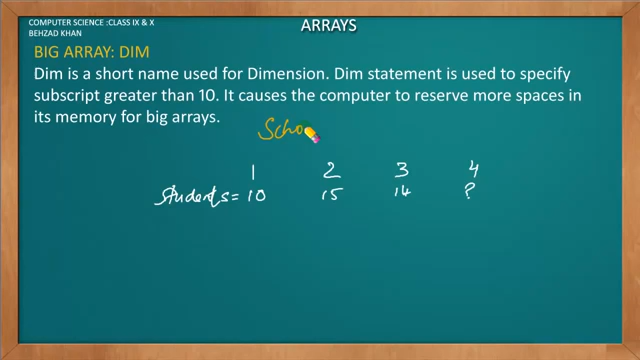 COMPUTER SCIENCE :CLASS IX & X
BEHZAD KHAN
ARRAYS
BIG ARRAY: DIM
Dim is a short name used for Dimension. Dim statement is used to specify
subscript greater than 10. It causes the computer to reserve more spaces in
its memory for big arrays.
Scho
1 2 3 4
Students = 10 15 14 ?